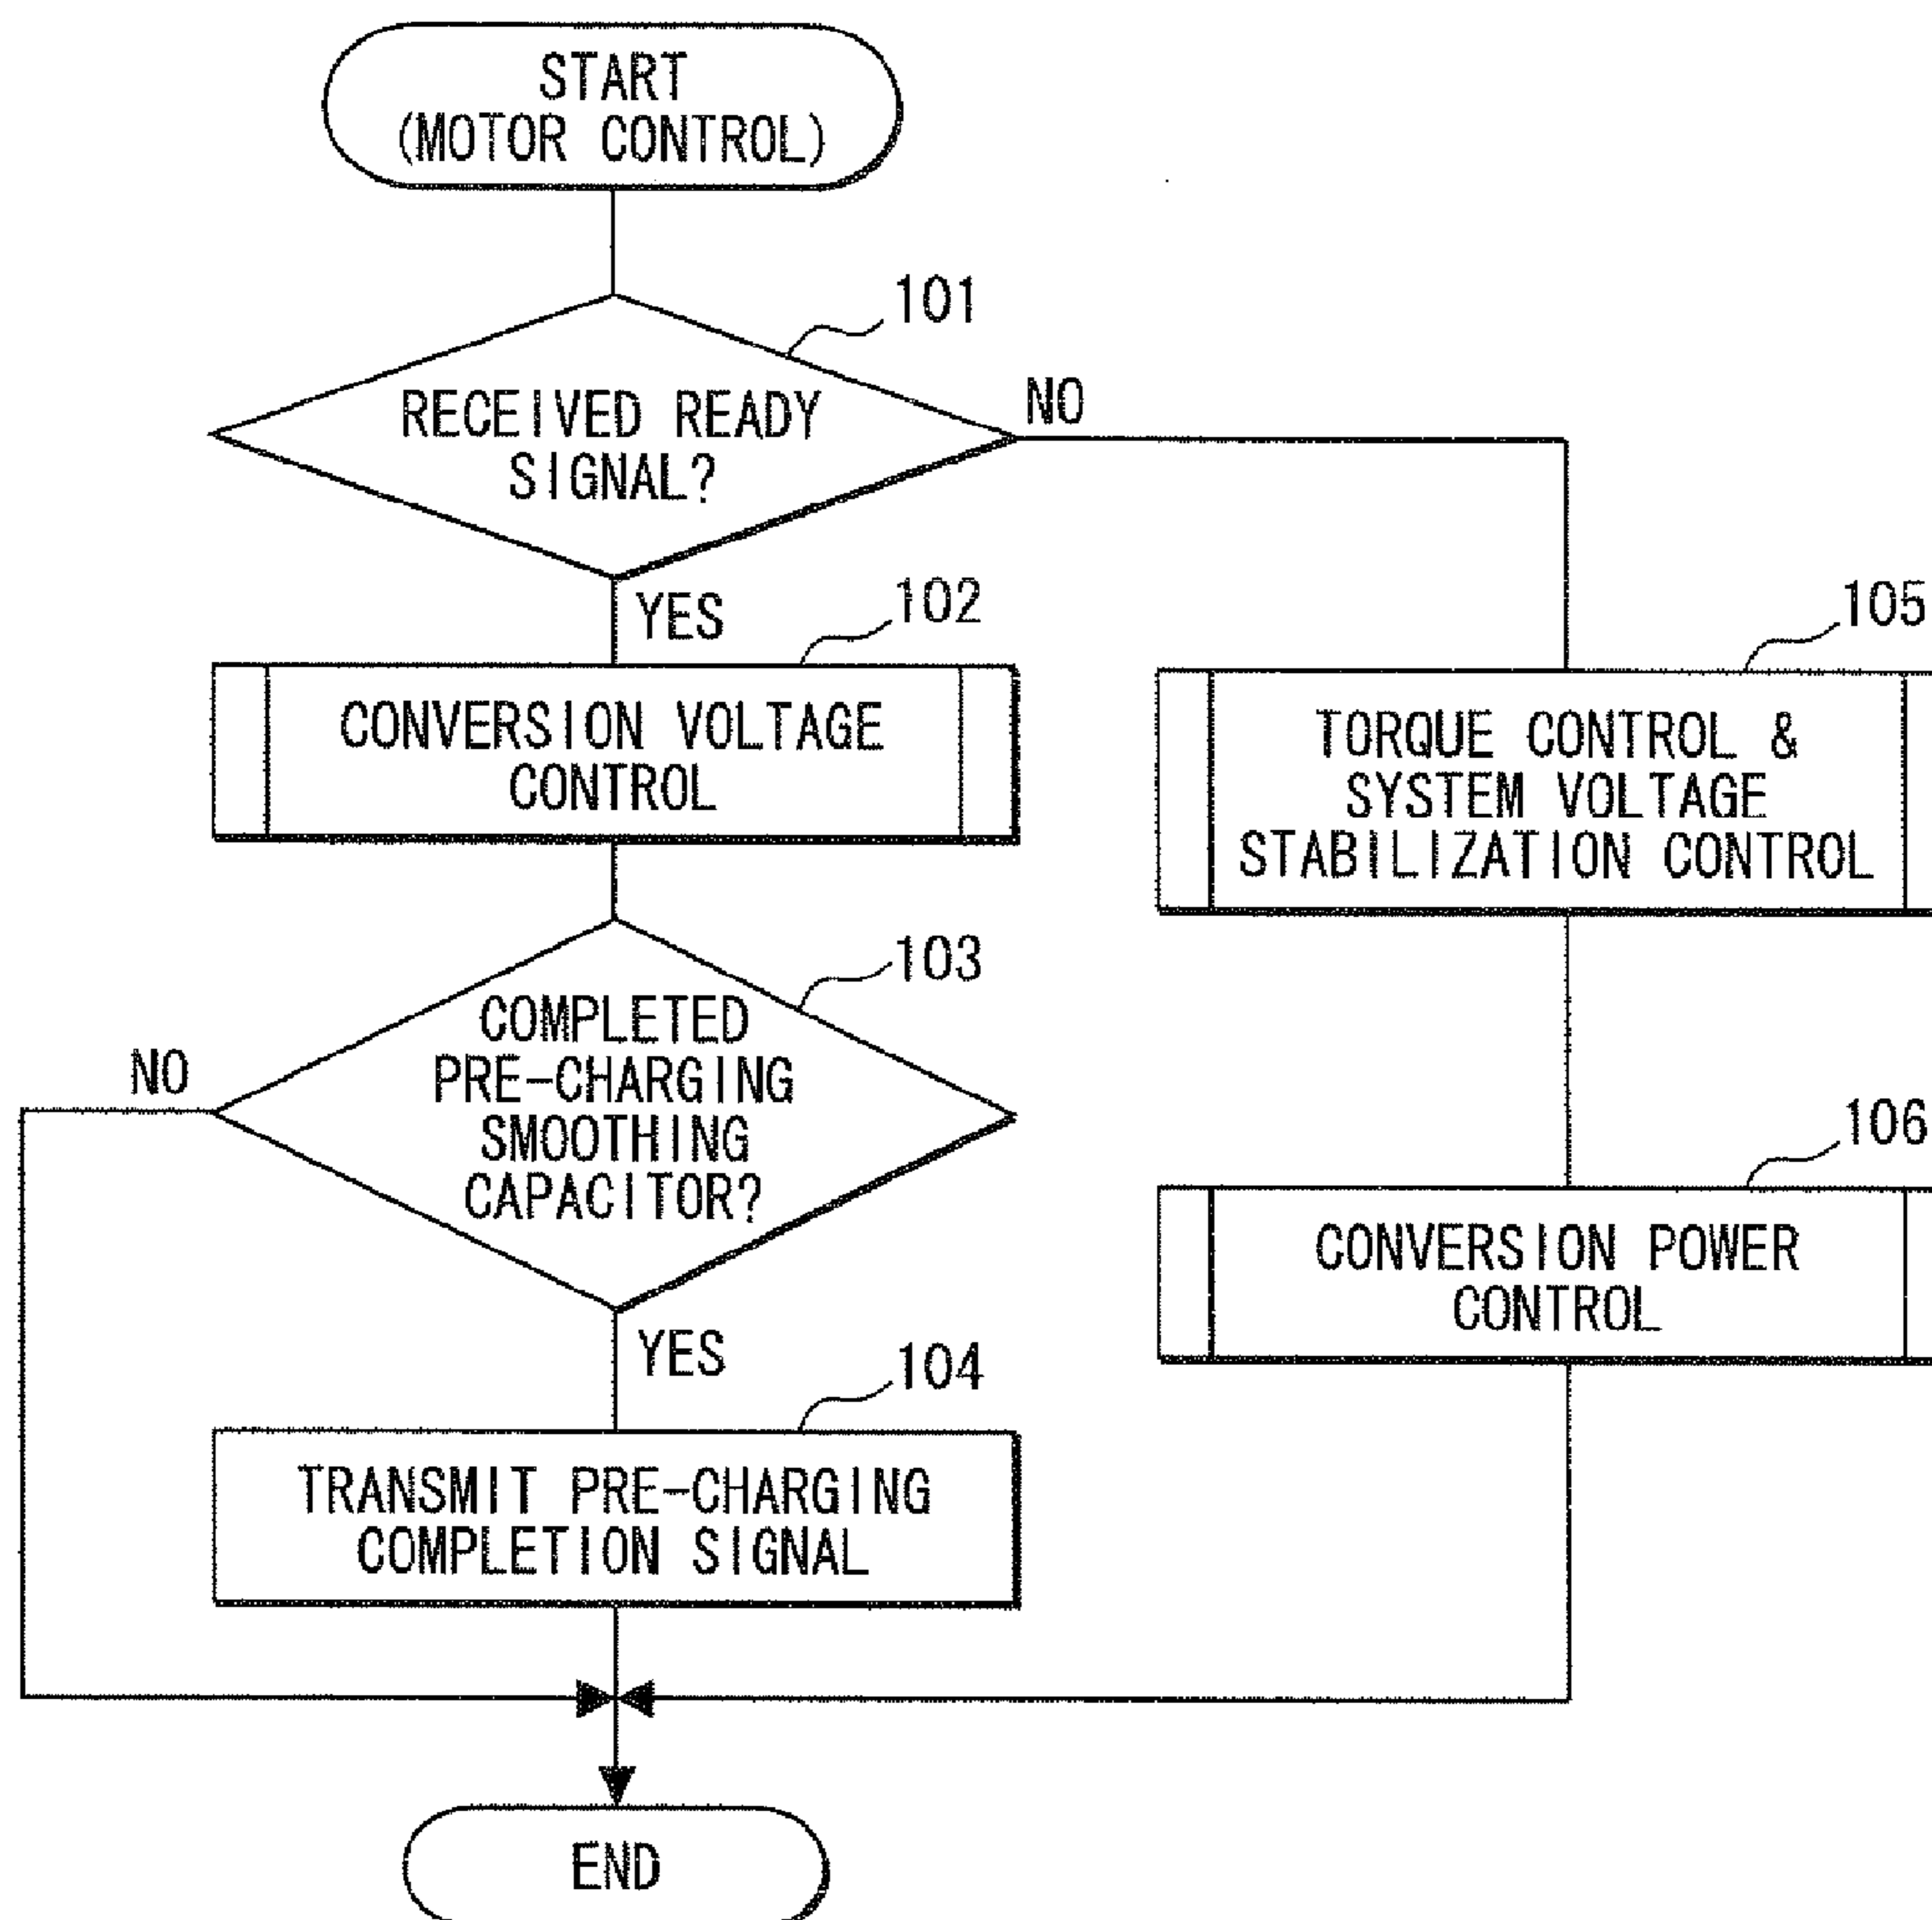 START
(MOTOR CONTROL)
101
RECEIVED READY
SIGNAL?
NO
YES
102
CONVERSION VOLTAGE
CONTROL
103
COMPLETED
PRE-CHARGING
SMOOTHING
CAPACITOR?
NO
YES
104
TRANSMIT PRE-CHARGING
COMPLETION SIGNAL
105
TORQUE CONTROL &
SYSTEM VOLTAGE
STABILIZATION CONTROL
106
CONVERSION POWER
CONTROL
END